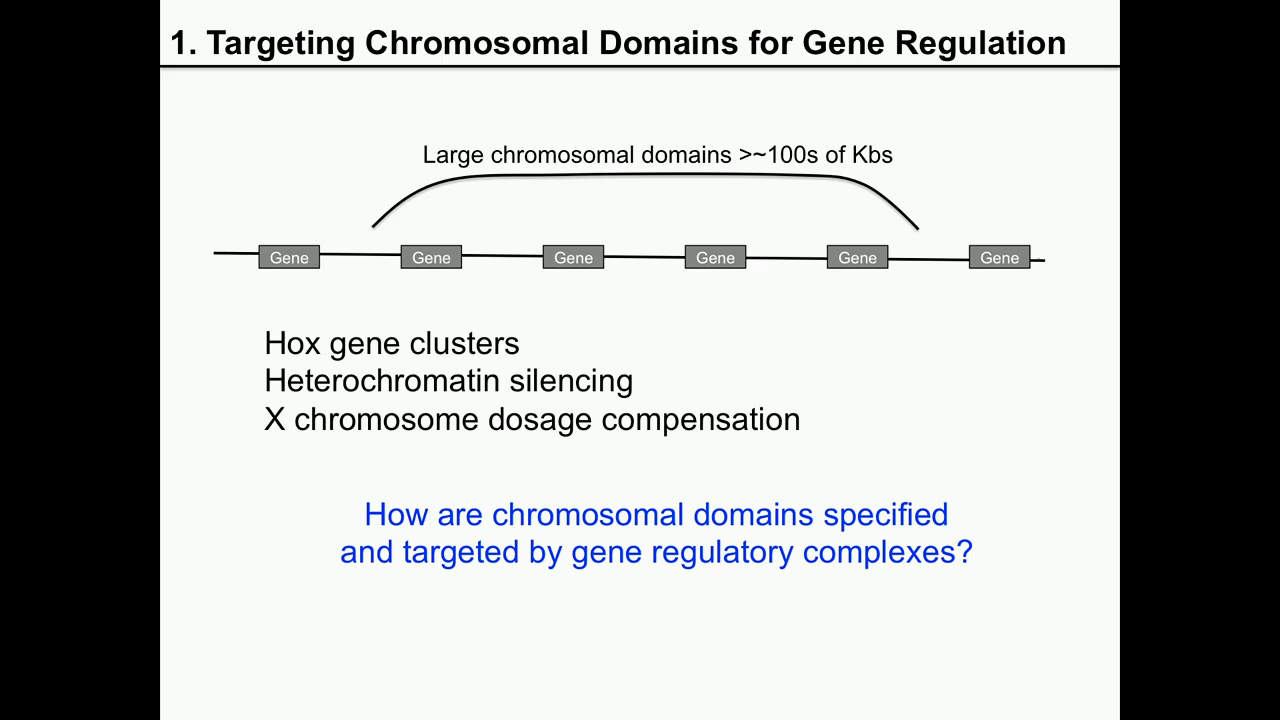 1. Targeting Chromosomal Domains for Gene Regulation
Large chromosomal domains >~100s of Kbs
Gene Gene Gene Gene Gene Gene
Hox gene clusters
Heterochromatin silencing
X chromosome dosage compensation
How are chromosomal domains specified
and targeted by gene regulatory complexes?